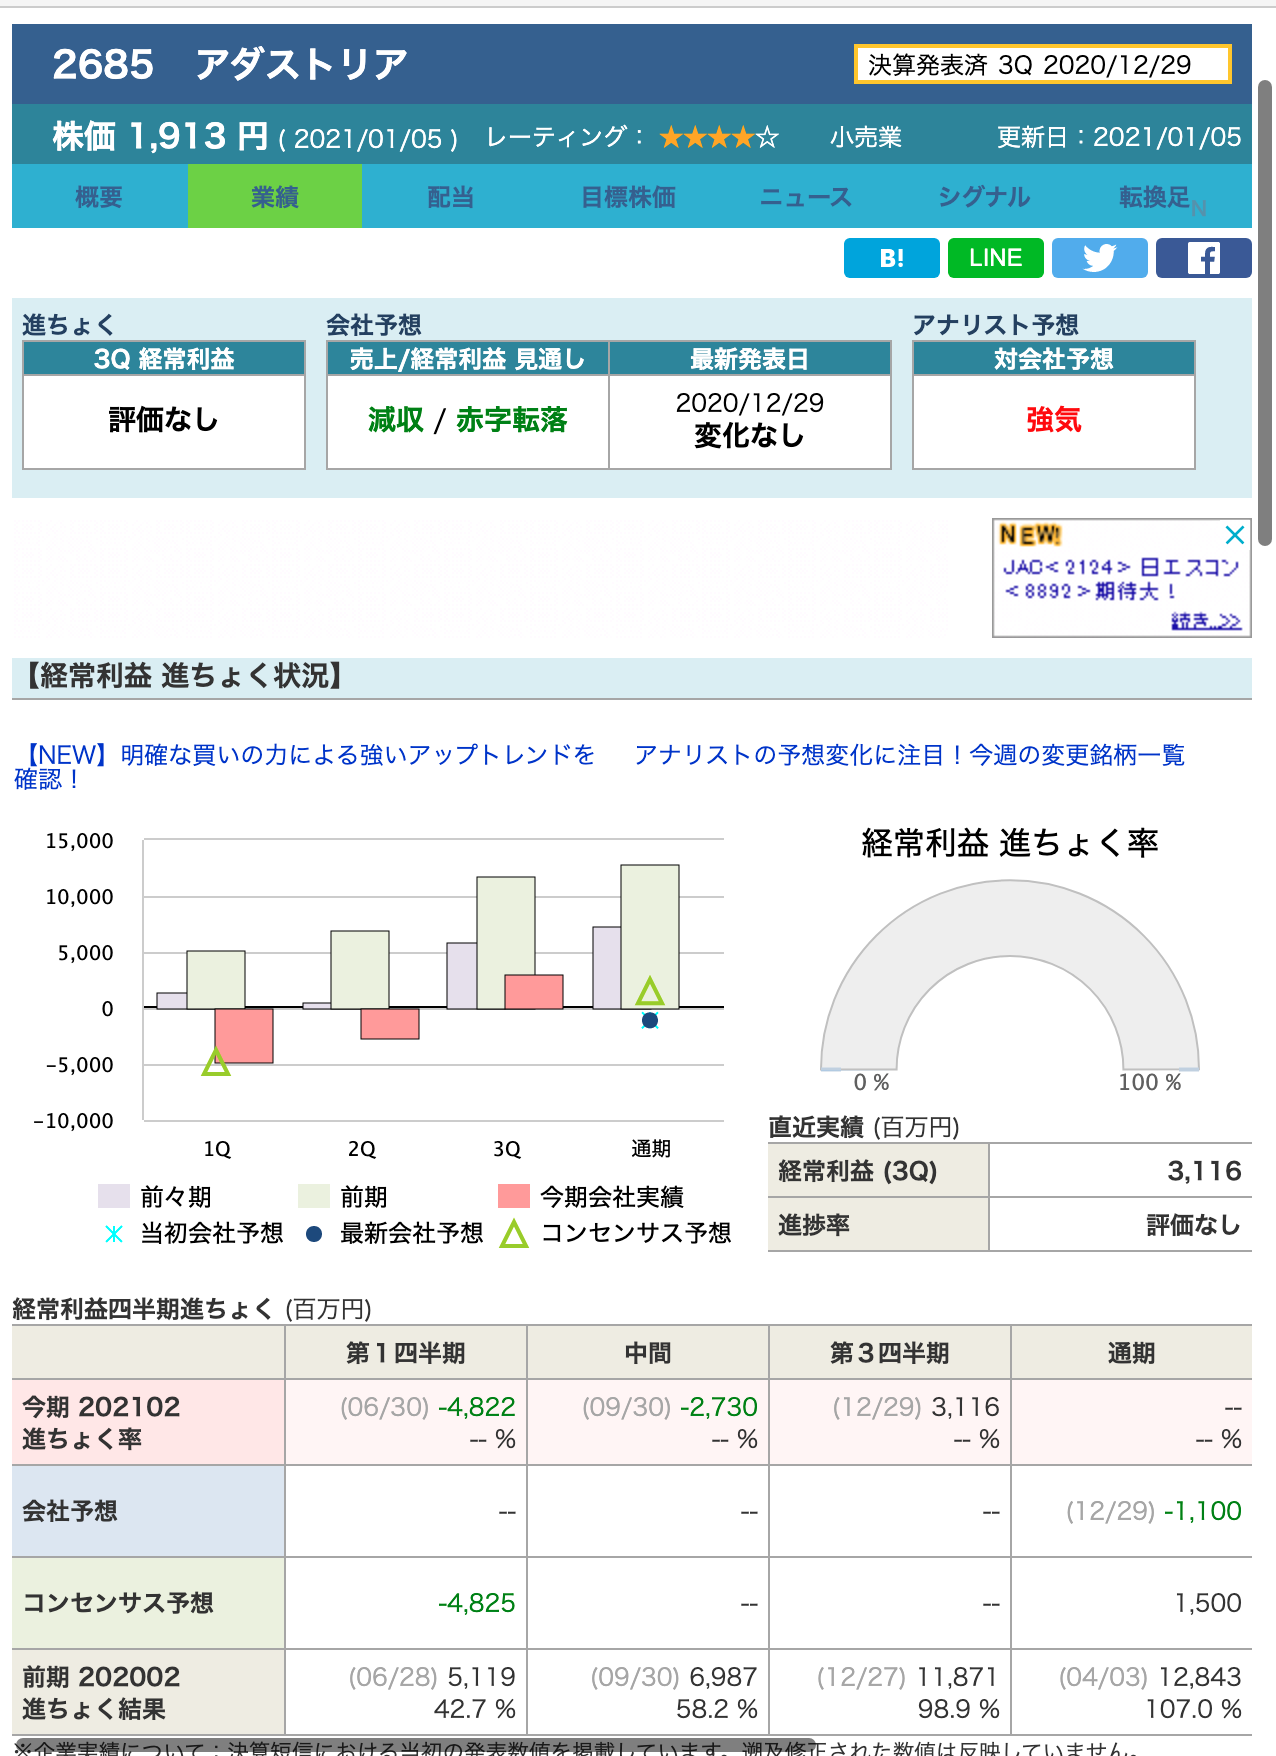 2685 アダストリア
決算発表済 3Q 2020/12/29
株価 1,913 円 ( 2021/01/05 ) レーティング： ★★★★☆ 小売業 更新日：2021/01/05
概要 業績 配当 目標株価 ニュース シグナル 転換足N
B! LINE
進ちょく 会社予想 アナリスト予想
3Q 経常利益 売上/経常利益 見通し 最新発表日 対会社予想
評価なし 減収 / 赤字転落 2020/12/29 強気
変化なし
NEW!
JAC<2124> 日エスコン
<8892>期待大！
続き..>>
【経常利益 進ちょく状況】
【NEW】明確な買いの力による強いアップトレンドを
確認！
アナリストの予想変化に注目！今週の変更銘柄一覧
15,000
10,000
5,000
0
−5,000
−10,000
1Q 2Q 3Q 通期
前々期 前期 今期会社実績
当初会社予想 最新会社予想 コンセンサス予想
経常利益 進ちょく率
0 % 100 %
直近実績 (百万円)
経常利益 (3Q) 3,116
進捗率 評価なし
経常利益四半期進ちょく (百万円)
第１四半期 中間 第３四半期 通期
今期 202102 (06/30) -4,822 (09/30) -2,730 (12/29) 3,116 --
進ちょく率 -- % -- % -- % -- %
会社予想 -- -- -- (12/29) -1,100
コンセンサス予想 -4,825 -- -- 1,500
前期 202002 (06/28) 5,119 (09/30) 6,987 (12/27) 11,871 (04/03) 12,843
進ちょく結果 42.7 % 58.2 % 98.9 % 107.0 %
※企業実績について：決算短信における当初の発表数値を掲載しています。遡及修正された数値は反映していません。